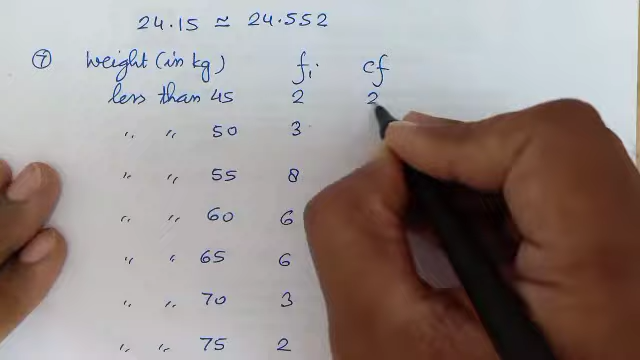 24.15 ≃ 24.552
⑦ Weight (in kg) fi cf
less than 45 2 2
,, ,, 50 3
,, ,, 55 8
,, ,, 60 6
,, ,, 65 6
,, ,, 70 3
,, ,, 75 2